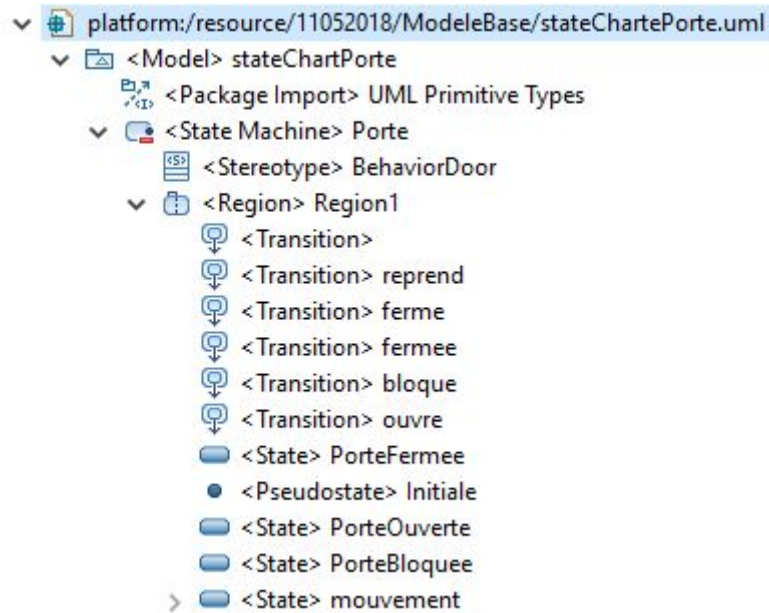 platform:/resource/11052018/ModeleBase/stateChartePorte.uml
<Model> stateChartPorte
<Package Import> UML Primitive Types
<State Machine> Porte
<Stereotype> BehaviorDoor
<Region> Region1
<Transition>
<Transition> reprend
<Transition> ferme
<Transition> fermee
<Transition> bloque
<Transition> ouvre
<State> PorteFermee
<Pseudostate> Initiale
<State> PorteOuverte
<State> PorteBloquee
<State> mouvement